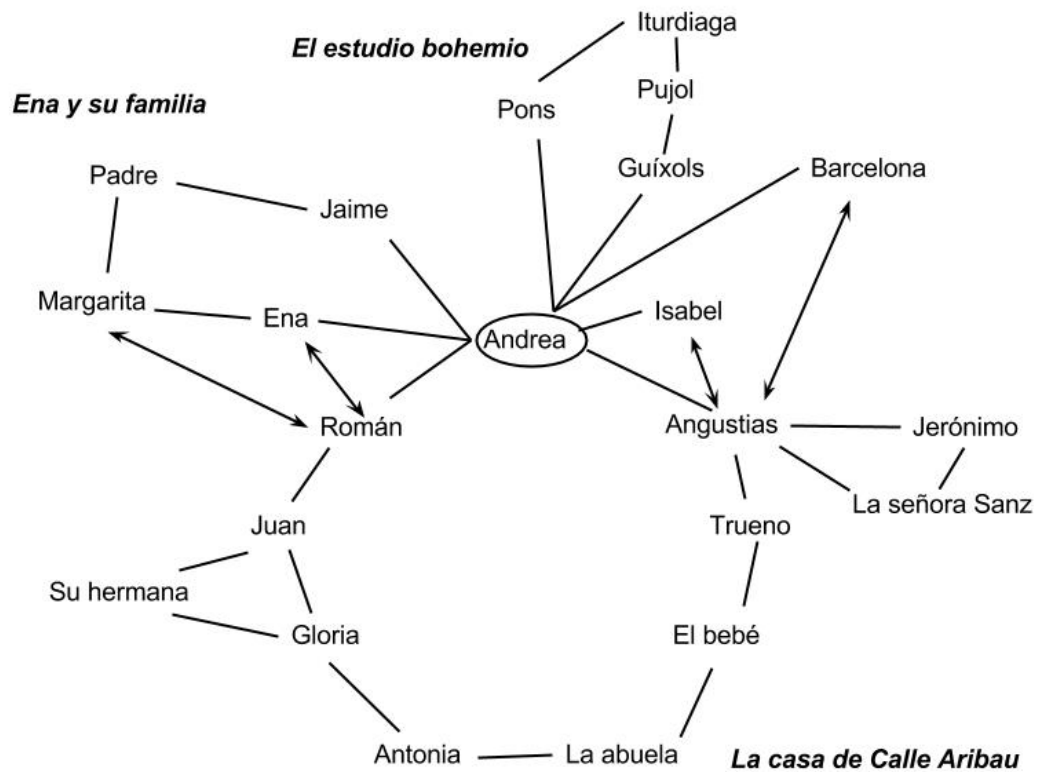 Iturdiaga
El estudio bohemio
Pujol
Ena y su familia
Pons
Padre
Guíxols
Barcelona
Jaime
Margarita
Ena
Isabel
Andrea
Román
Angustias
Jerónimo
La señora Sanz
Juan
Trueno
Su hermana
Gloria
El bebé
Antonia
La abuela
La casa de Calle Aribau